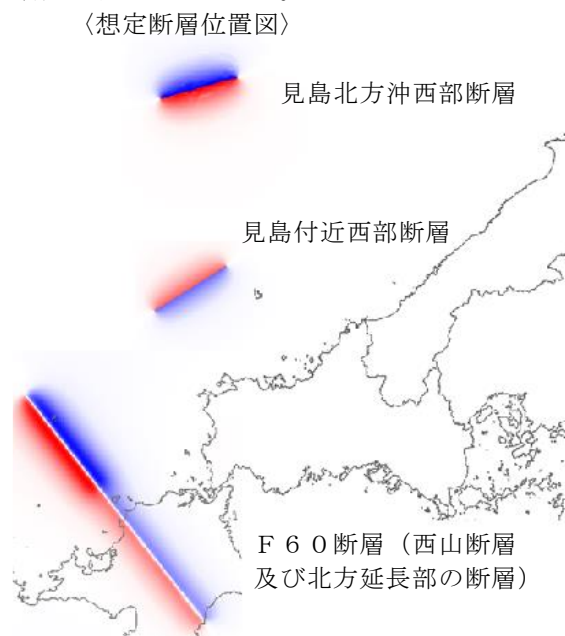 〈想定断層位置図〉
見島北方沖西部断層
見島付近西部断層
Ｆ６０断層（西山断層
及び北方延長部の断層）